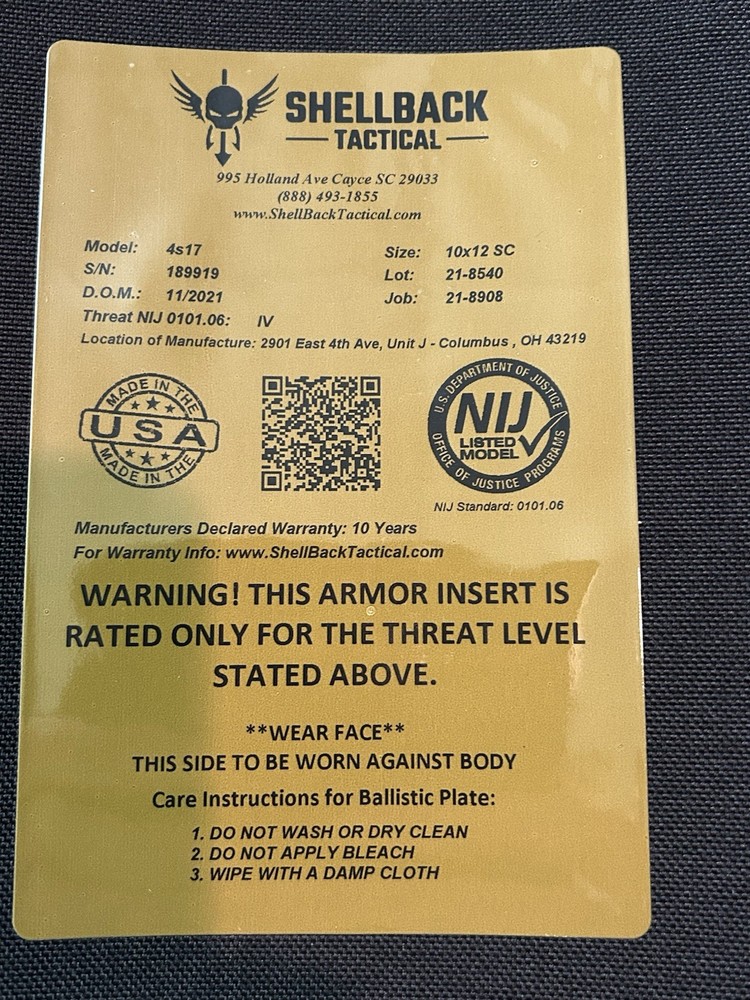 SHELLBACK
TACTICAL
995 Holland Ave Cayce SC 29033
(888) 493-1855
www.ShellBackTactical.com
Model: 4s17 Size: 10x12 SC
S/N: 189919 Lot: 21-8540
D.O.M.: 11/2021 Job: 21-8908
Threat NIJ 0101.06: IV
Location of Manufacture: 2901 East 4th Ave, Unit J - Columbus , OH 43219
MADE IN THE
USA
MADE IN THE
U.S. DEPARTMENT OF JUSTICE
NIJ
LISTED
MODEL
OFFICE OF JUSTICE PROGRAMS
NIJ Standard: 0101.06
Manufacturers Declared Warranty: 10 Years
For Warranty Info: www.ShellBackTactical.com
WARNING! THIS ARMOR INSERT IS
RATED ONLY FOR THE THREAT LEVEL
STATED ABOVE.
**WEAR FACE**
THIS SIDE TO BE WORN AGAINST BODY
Care Instructions for Ballistic Plate:
1. DO NOT WASH OR DRY CLEAN
2. DO NOT APPLY BLEACH
3. WIPE WITH A DAMP CLOTH